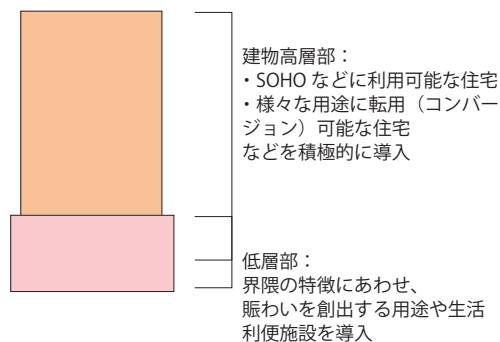 建物高層部：
・SOHO などに利用可能な住宅
・様々な用途に転用（コンバー
ジョン）可能な住宅
などを積極的に導入
低層部：
界隈の特徴にあわせ、
賑わいを創出する用途や生活
利便施設を導入